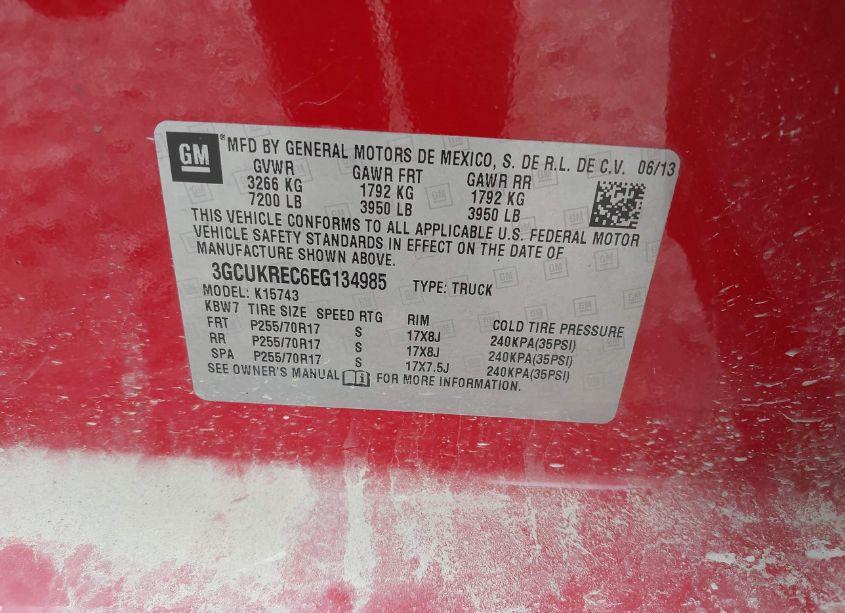 GM ® MFD BY GENERAL MOTORS DE MEXICO, S. DE R.L. DE C.V. 06/13
GVWR GAWR FRT GAWR RR
3266 KG 1792 KG 1792 KG
7200 LB 3950 LB 3950 LB
THIS VEHICLE CONFORMS TO ALL APPLICABLE U.S. FEDERAL MOTOR
VEHICLE SAFETY STANDARDS IN EFFECT ON THE DATE OF
MANUFACTURE SHOWN ABOVE.
3GCUKREC6EG134985 TYPE: TRUCK
MODEL: K15743
KBW7 TIRE SIZE SPEED RTG RIM COLD TIRE PRESSURE
FRT P255/70R17 S 17X8J 240KPA(35PSI)
RR P255/70R17 S 17X8J 240KPA(35PSI)
SPA P255/70R17 S 17X7.5J 240KPA(35PSI)
SEE OWNER'S MANUAL FOR MORE INFORMATION.